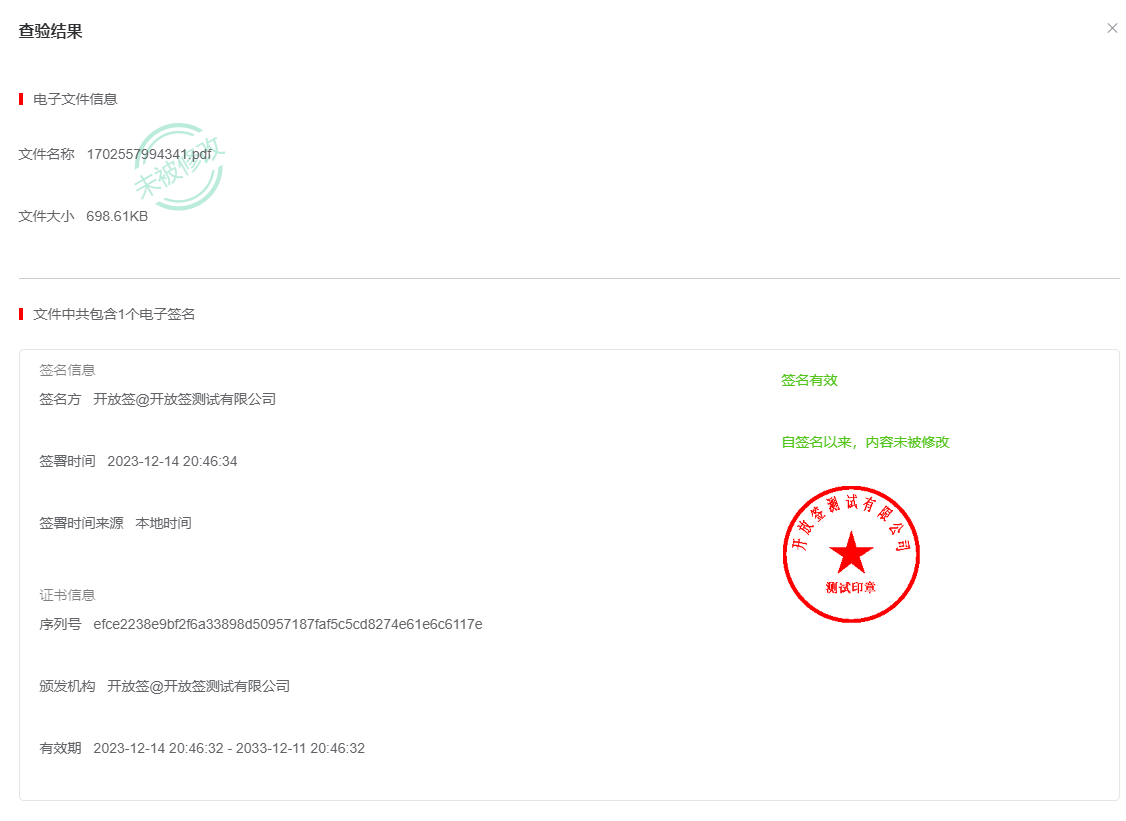 查验结果
电子文件信息
文件名称 1702557994341.pdf
未被修改
文件大小 698.61KB
文件中共包含1个电子签名
签名信息
签名有效
签名方 开放签@开放签测试有限公司
自签名以来，内容未被修改
签署时间 2023-12-14 20:46:34
签署时间来源 本地时间
开放签测试有限公司
测试印章
证书信息
序列号 efce2238e9bf2f6a33898d50957187faf5c5cd8274e61e6c6117e
颁发机构 开放签@开放签测试有限公司
有效期 2023-12-14 20:46:32 - 2033-12-11 20:46:32